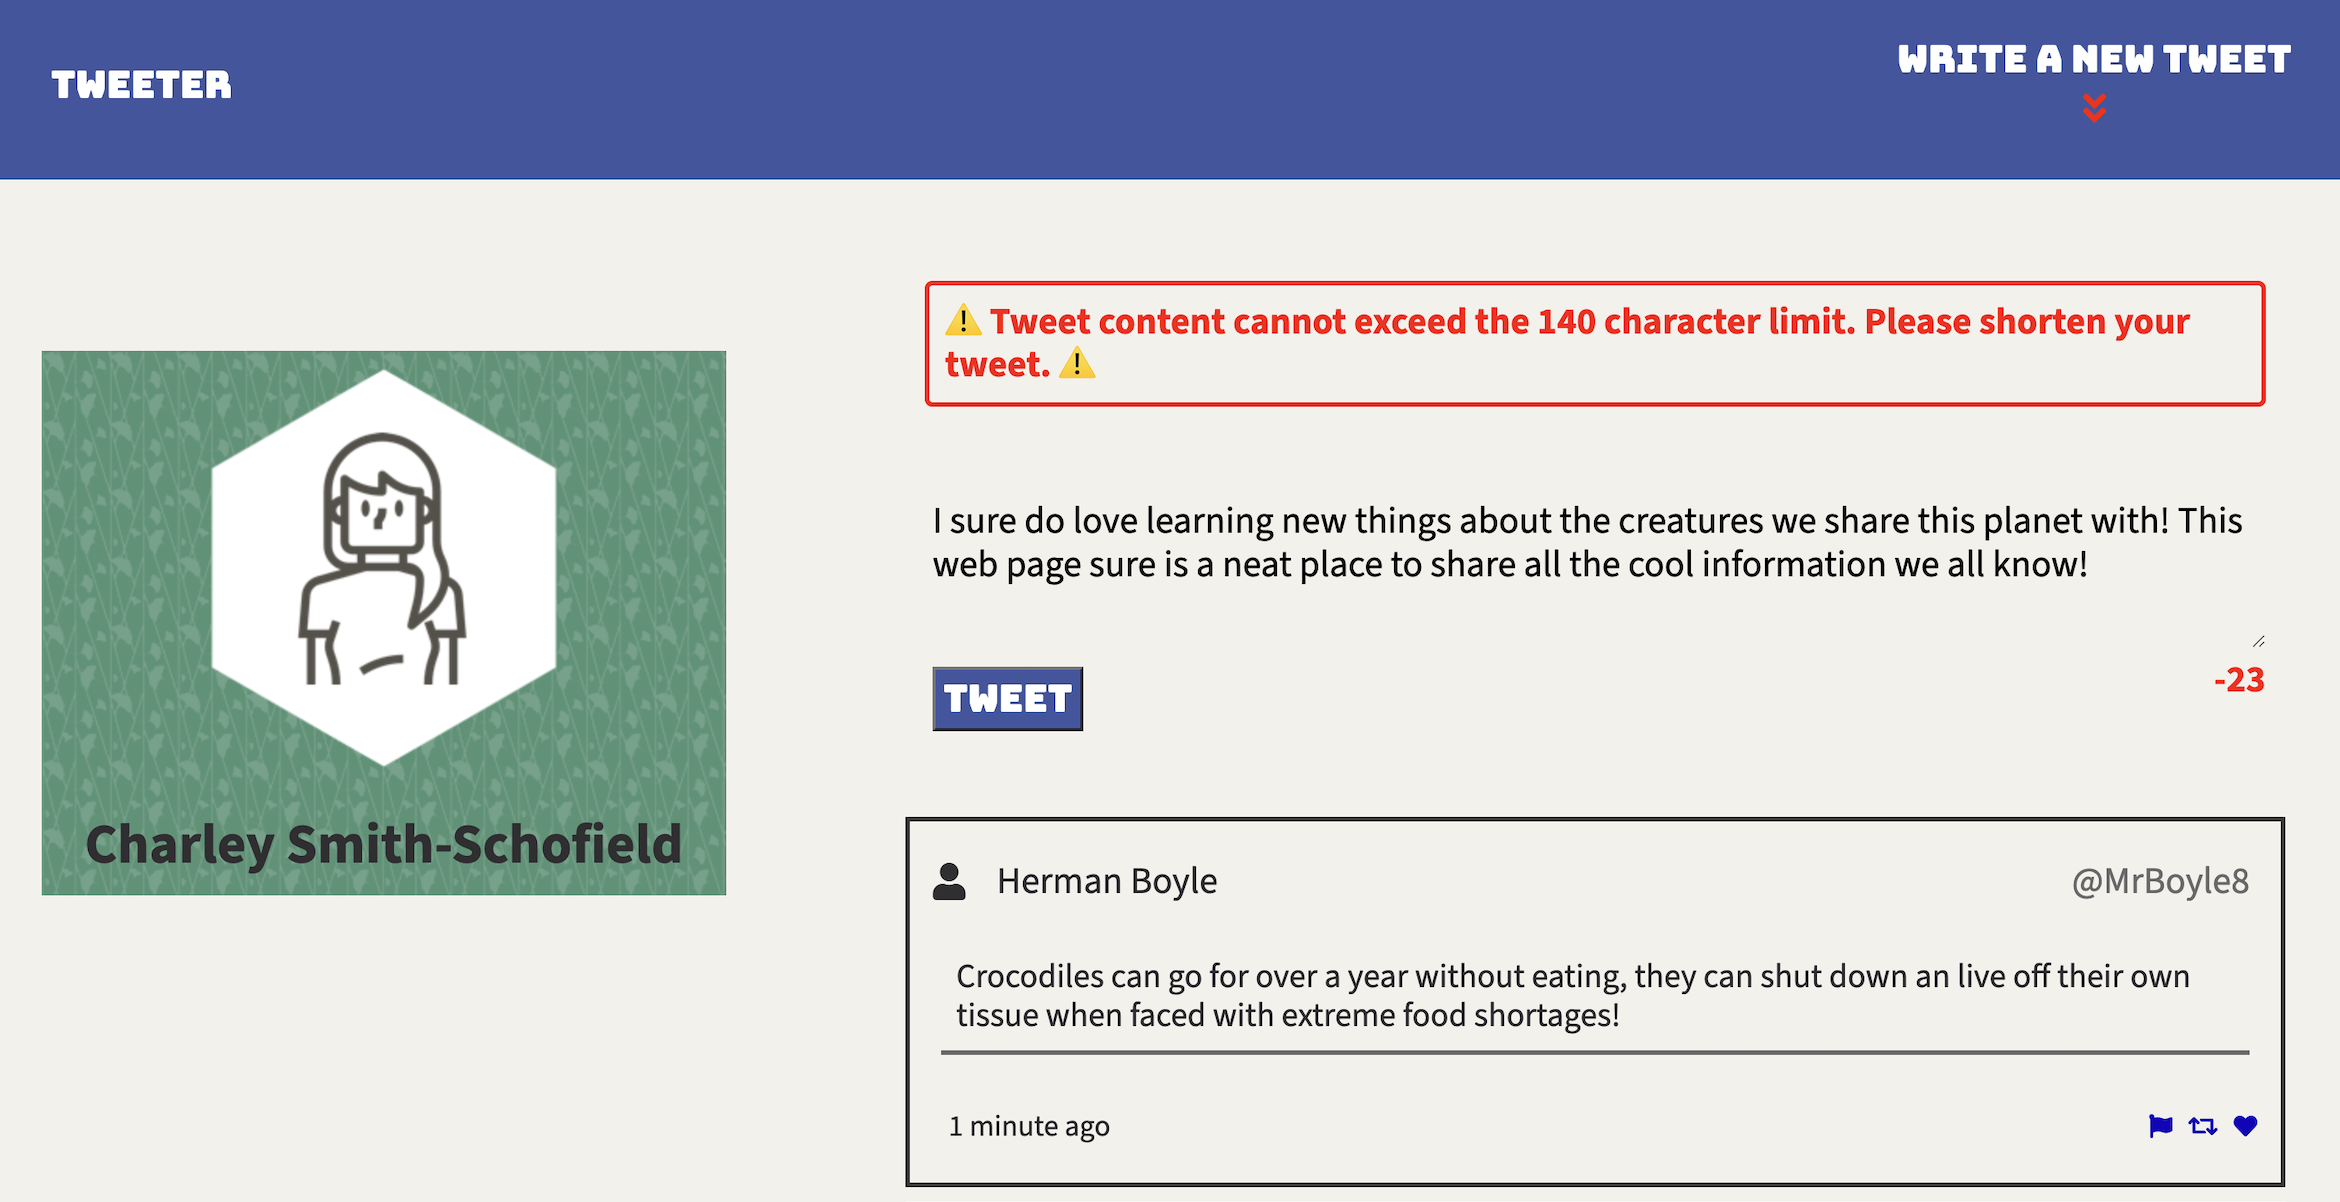 TWEETER
WRITE A NEW TWEET
⚠️ Tweet content cannot exceed the 140 character limit. Please shorten your
tweet. ⚠️
I sure do love learning new things about the creatures we share this planet with! This
web page sure is a neat place to share all the cool information we all know!
TWEET
-23
Charley Smith-Schofield
Herman Boyle
@MrBoyle8
Crocodiles can go for over a year without eating, they can shut down an live off their own
tissue when faced with extreme food shortages!
1 minute ago